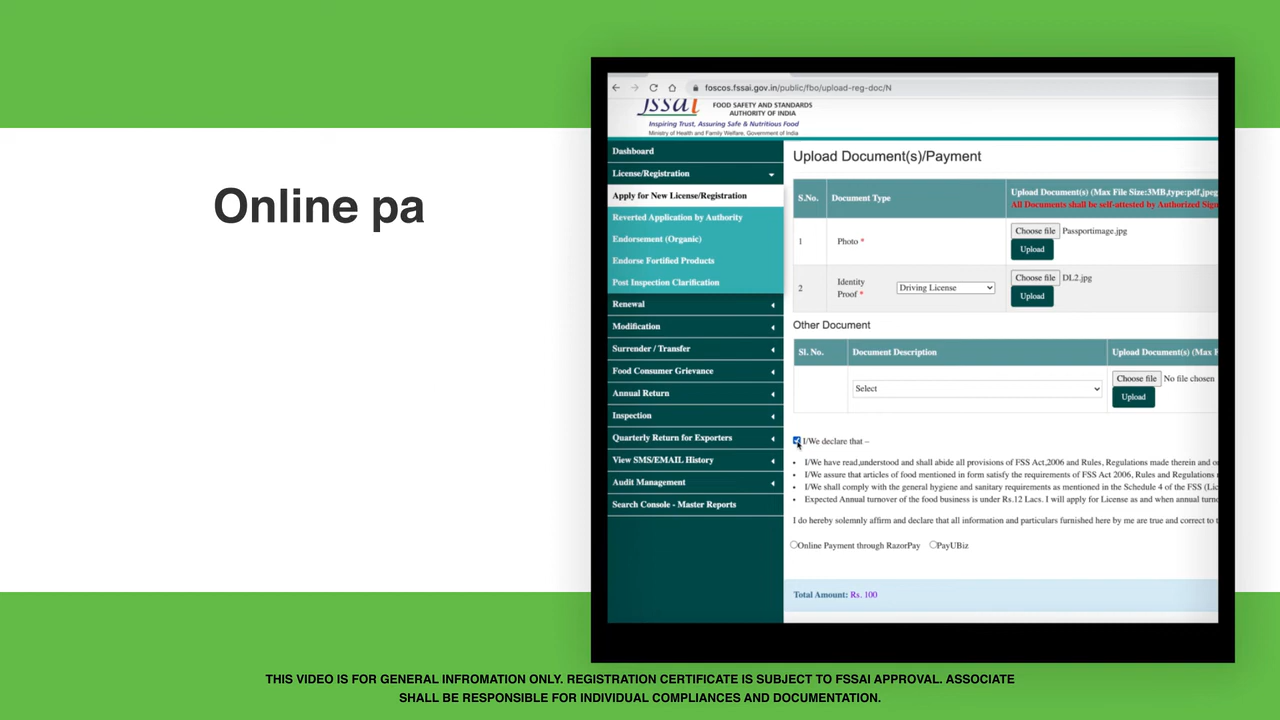 Online pa
foscos.fssai.gov.in/public/fbo/upload-reg-doc/N
fssai
FOOD SAFETY AND STANDARDS
AUTHORITY OF INDIA
Inspiring Trust, Assuring Safe & Nutritious Food
Ministry of Health and Family Welfare, Government of India
Dashboard
License/Registration
Apply for New License/Registration
Reverted Application by Authority
Endorsement (Organic)
Endorse Fortified Products
Post Inspection Clarification
Renewal
Modification
Surrender / Transfer
Food Consumer Grievance
Annual Return
Inspection
Quarterly Return for Exporters
View SMS/EMAIL History
Audit Management
Search Console - Master Reports
Upload Document(s)/Payment
S.No. Document Type Upload Document(s) (Max File Size:3MB,type:pdf,jpeg
All Documents shall be self-attested by Authorized Sign
1 Photo * Choose file Passportimage.jpg
Upload
2 Identity Proof * Driving License Choose file DL2.jpg
Upload
Other Document
Sl. No. Document Description Upload Document(s) (Max F
Select Choose file No file chosen
Upload
I/We declare that –
• I/We have read,understood and shall abide all provisions of FSS Act,2006 and Rules, Regulations made therein and o
• I/We assure that articles of food mentioned in form satisfy the requirements of FSS Act 2006, Rules and Regulations
• I/We shall comply with the general hygiene and sanitary requirements as mentioned in the Schedule 4 of the FSS (Lic
• Expected Annual turnover of the food business is under Rs.12 Lacs. I will apply for License as and when annual turno
I do hereby solemnly affirm and declare that all information and particulars furnished here by me are true and correct to t
Online Payment through RazorPay PayUBiz
Total Amount: Rs. 100
THIS VIDEO IS FOR GENERAL INFROMATION ONLY. REGISTRATION CERTIFICATE IS SUBJECT TO FSSAI APPROVAL. ASSOCIATE
SHALL BE RESPONSIBLE FOR INDIVIDUAL COMPLIANCES AND DOCUMENTATION.